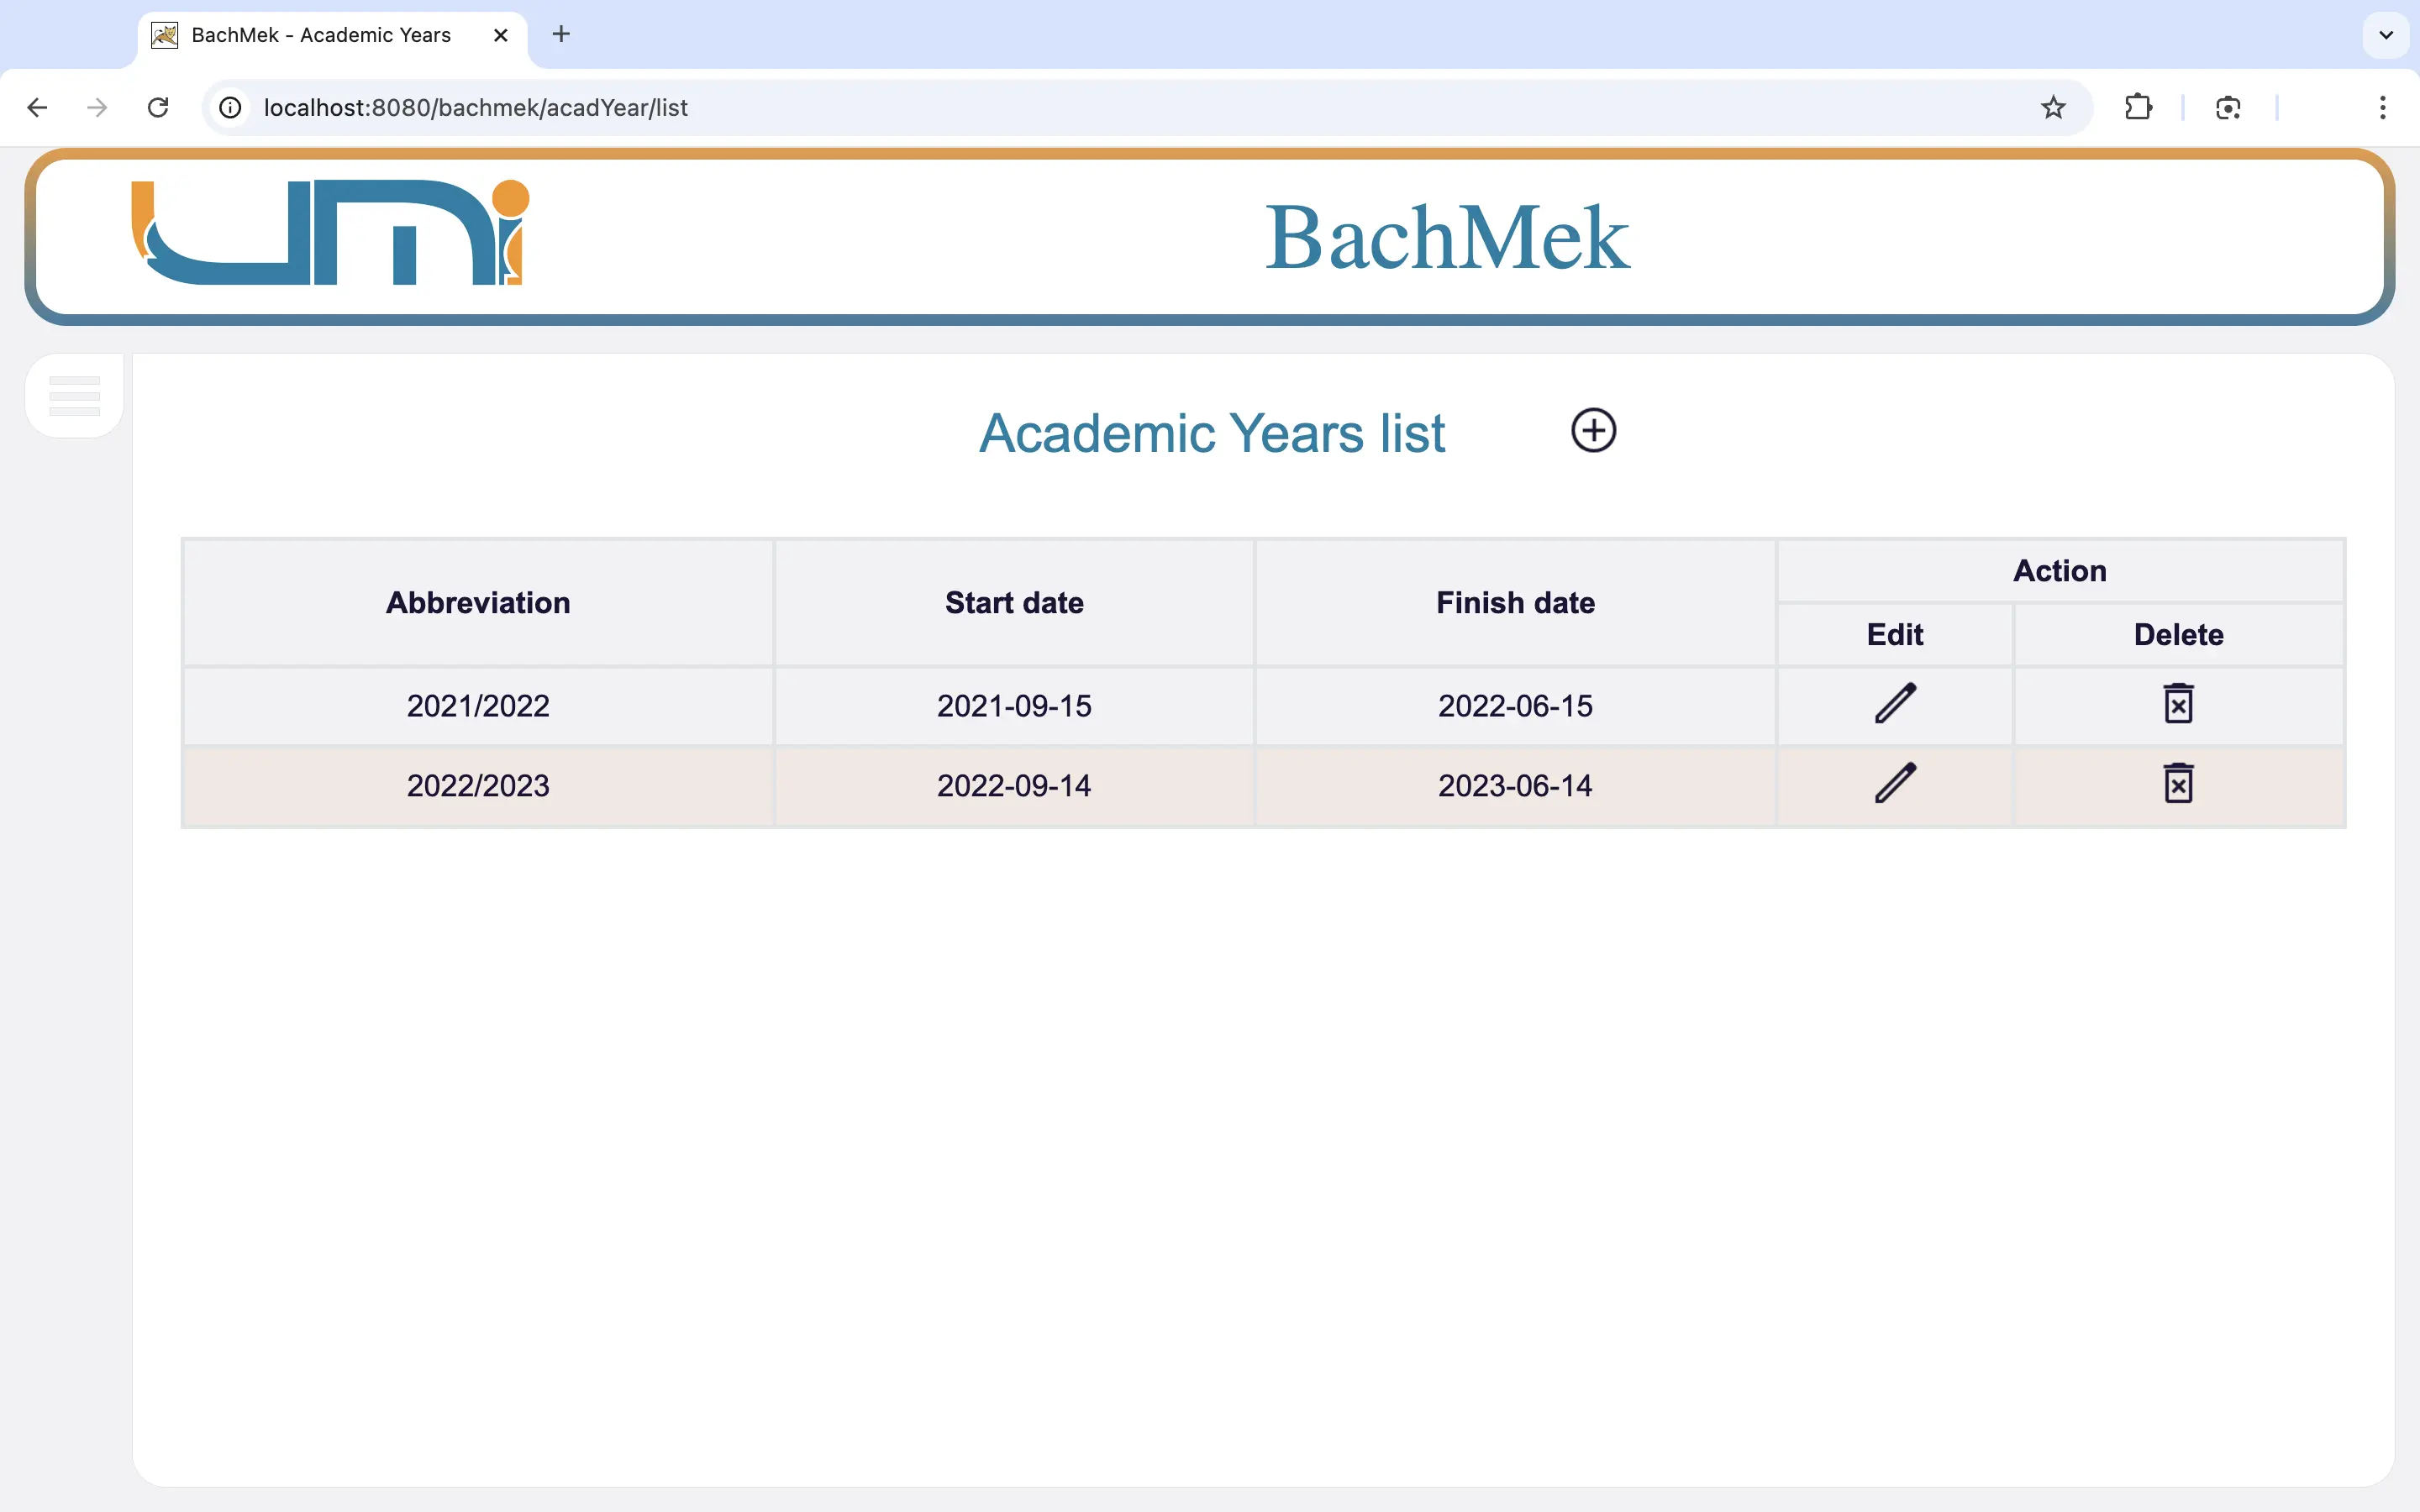 BachMek - Academic Years
localhost:8080/bachmek/acadYear/list
umi BachMek
Academic Years list
Abbreviation Start date Finish date Action
Edit Delete
2021/2022 2021-09-15 2022-06-15
2022/2023 2022-09-14 2023-06-14